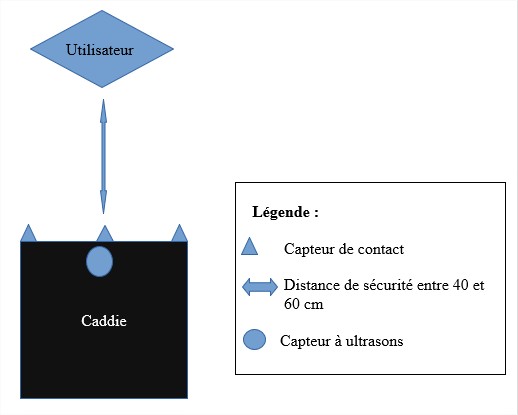 Utilisateur
Caddie
Légende :
Capteur de contact
Distance de sécurité entre 40 et
60 cm
Capteur à ultrasons